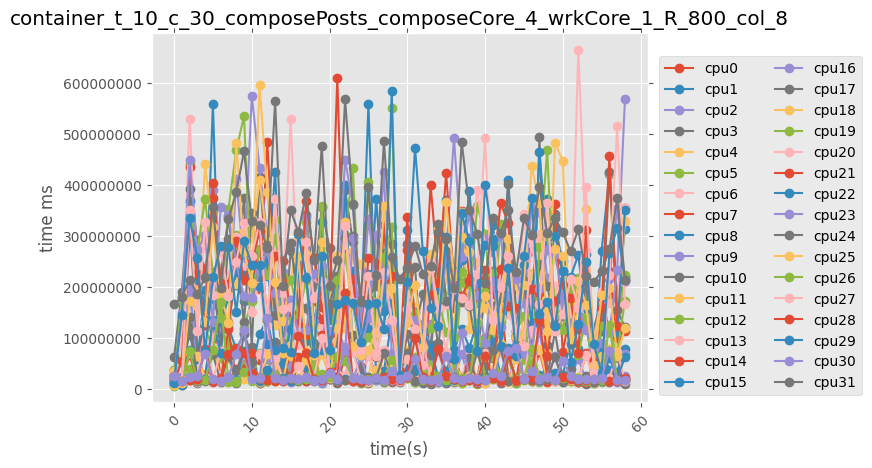 container_t_10_c_30_composePosts_composeCore_4_wrkCore_1_R_800_col_8
600000000
500000000
400000000
300000000
200000000
100000000
0
time ms
0
10
20
30
40
50
60
time(s)
cpu0
cpu1
cpu2
cpu3
cpu4
cpu5
cpu6
cpu7
cpu8
cpu9
cpu10
cpu11
cpu12
cpu13
cpu14
cpu15
cpu16
cpu17
cpu18
cpu19
cpu20
cpu21
cpu22
cpu23
cpu24
cpu25
cpu26
cpu27
cpu28
cpu29
cpu30
cpu31